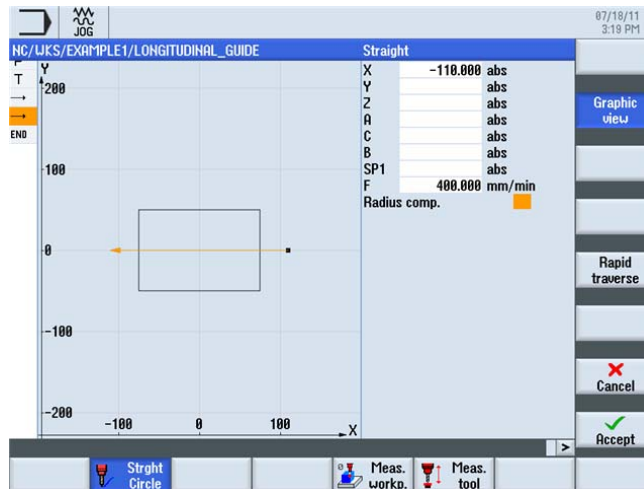 JOG
07/18/11
3:19 PM
NC/WKS/EXAMPLE1/LONGITUDINAL_GUIDE
Straight
T
END
Y
200
100
0
-100
-200
-100 0 100 X
X -110.000 abs
Y abs
Z abs
A abs
C abs
B abs
SP1 abs
F 400.000 mm/min
Radius comp.
Graphic view
Rapid traverse
Cancel
Accept
>
Strght Circle
Meas. workp.
Meas. tool